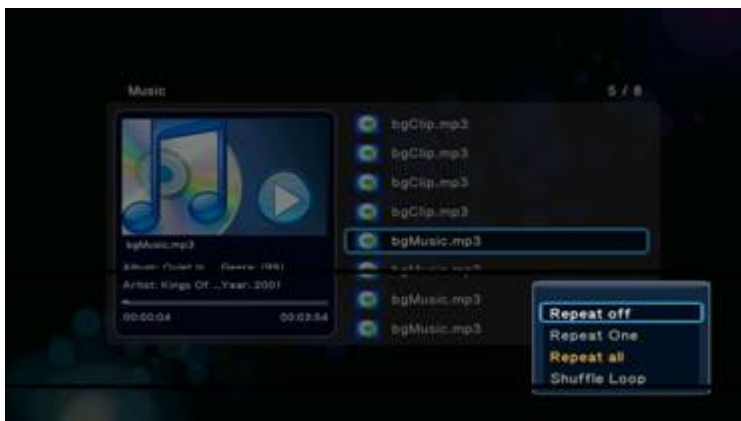 Music
5 / 8
bgClip.mp3
bgClip.mp3
bgClip.mp3
bgClip.mp3
bgMusic.mp3
bgMusic.mp3
bgMusic.mp3
bgMusic.mp3
bgMusic.mp3
Album: Quiet Is ... Genre: (99)
Artist: Kings Of ...Year: 2001
00:00:04
00:03:54
Repeat off
Repeat One
Repeat all
Shuffle Loop